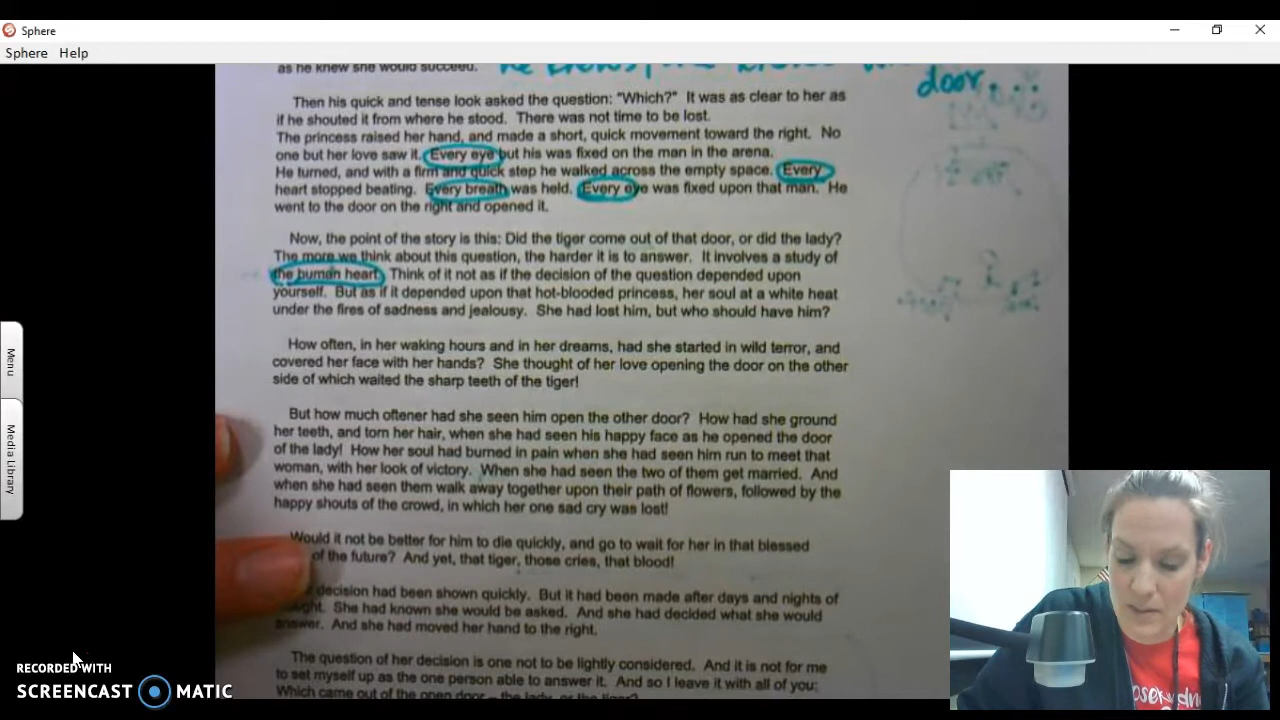 Sphere
Sphere Help
as he knew she would succeed.
door...
Then his quick and tense look asked the question: "Which?" It was as clear to her as
if he shouted it from where he stood. There was not time to be lost.
The princess raised her hand, and made a short, quick movement toward the right. No
one but her love saw it. Every eye but his was fixed on the man in the arena.
He turned, and with a firm and quick step he walked across the empty space. Every
heart stopped beating. Every breath was held. Every eye was fixed upon that man. He
went to the door on the right and opened it.
Now, the point of the story is this: Did the tiger come out of that door, or did the lady?
The more we think about this question, the harder it is to answer. It involves a study of
the human heart. Think of it not as if the decision of the question depended upon
yourself. But as if it depended upon that hot-blooded princess, her soul at a white heat
under the fires of sadness and jealousy. She had lost him, but who should have him?
How often, in her waking hours and in her dreams, had she started in wild terror, and
covered her face with her hands? She thought of her love opening the door on the other
side of which waited the sharp teeth of the tiger!
But how much oftener had she seen him open the other door? How had she ground
her teeth, and torn her hair, when she had seen his happy face as he opened the door
of the lady! How her soul had burned in pain when she had seen him run to meet that
woman, with her look of victory. When she had seen the two of them get married. And
when she had seen them walk away together upon their path of flowers, followed by the
happy shouts of the crowd, in which her one sad cry was lost!
Would it not be better for him to die quickly, and go to wait for her in that blessed
of the future? And yet, that tiger, those cries, that blood!
decision had been shown quickly. But it had been made after days and nights of
She had known she would be asked. And she had decided what she would
answer. And she had moved her hand to the right.
The question of her decision is one not to be lightly considered. And it is not for me
to set myself up as the one person able to answer it. And so I leave it with all of you:
Which came out of the open door – the lady, or the tiger?
Menu
Media Library
RECORDED WITH
SCREENCAST MATIC